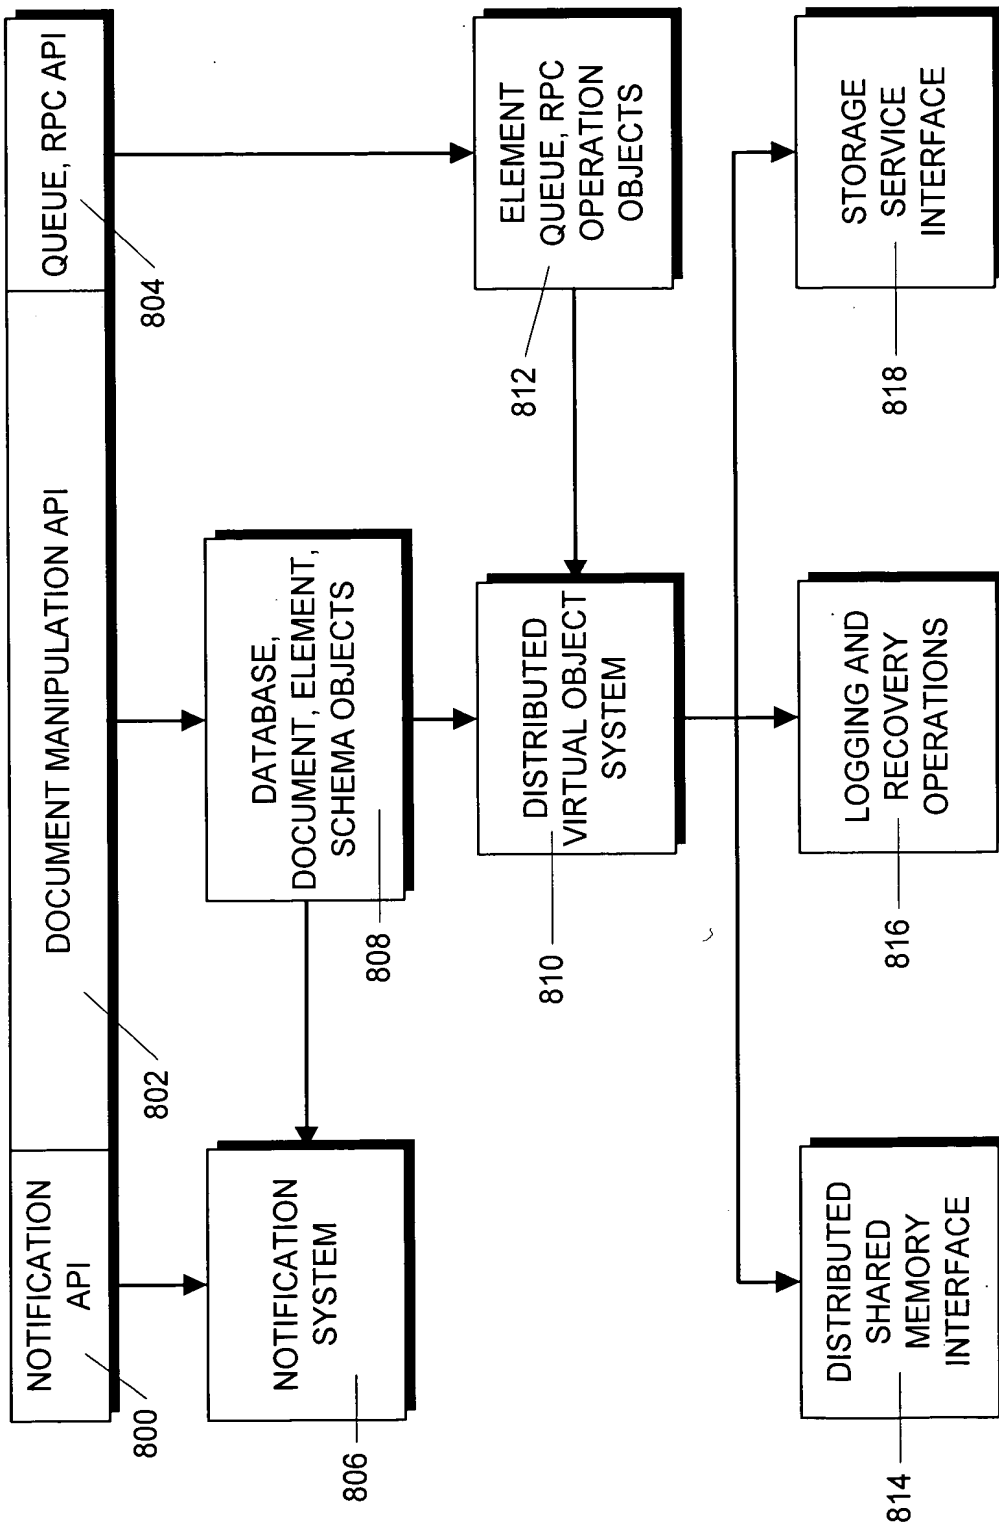 NOTIFICATION
API
DOCUMENT MANIPULATION API
QUEUE, RPC API
800
802
804
NOTIFICATION
SYSTEM
806
DATABASE,
DOCUMENT, ELEMENT,
SCHEMA OBJECTS
808
DISTRIBUTED
VIRTUAL OBJECT
SYSTEM
810
ELEMENT
QUEUE, RPC
OPERATION
OBJECTS
812
DISTRIBUTED
SHARED
MEMORY
INTERFACE
814
LOGGING AND
RECOVERY
OPERATIONS
816
STORAGE
SERVICE
INTERFACE
818